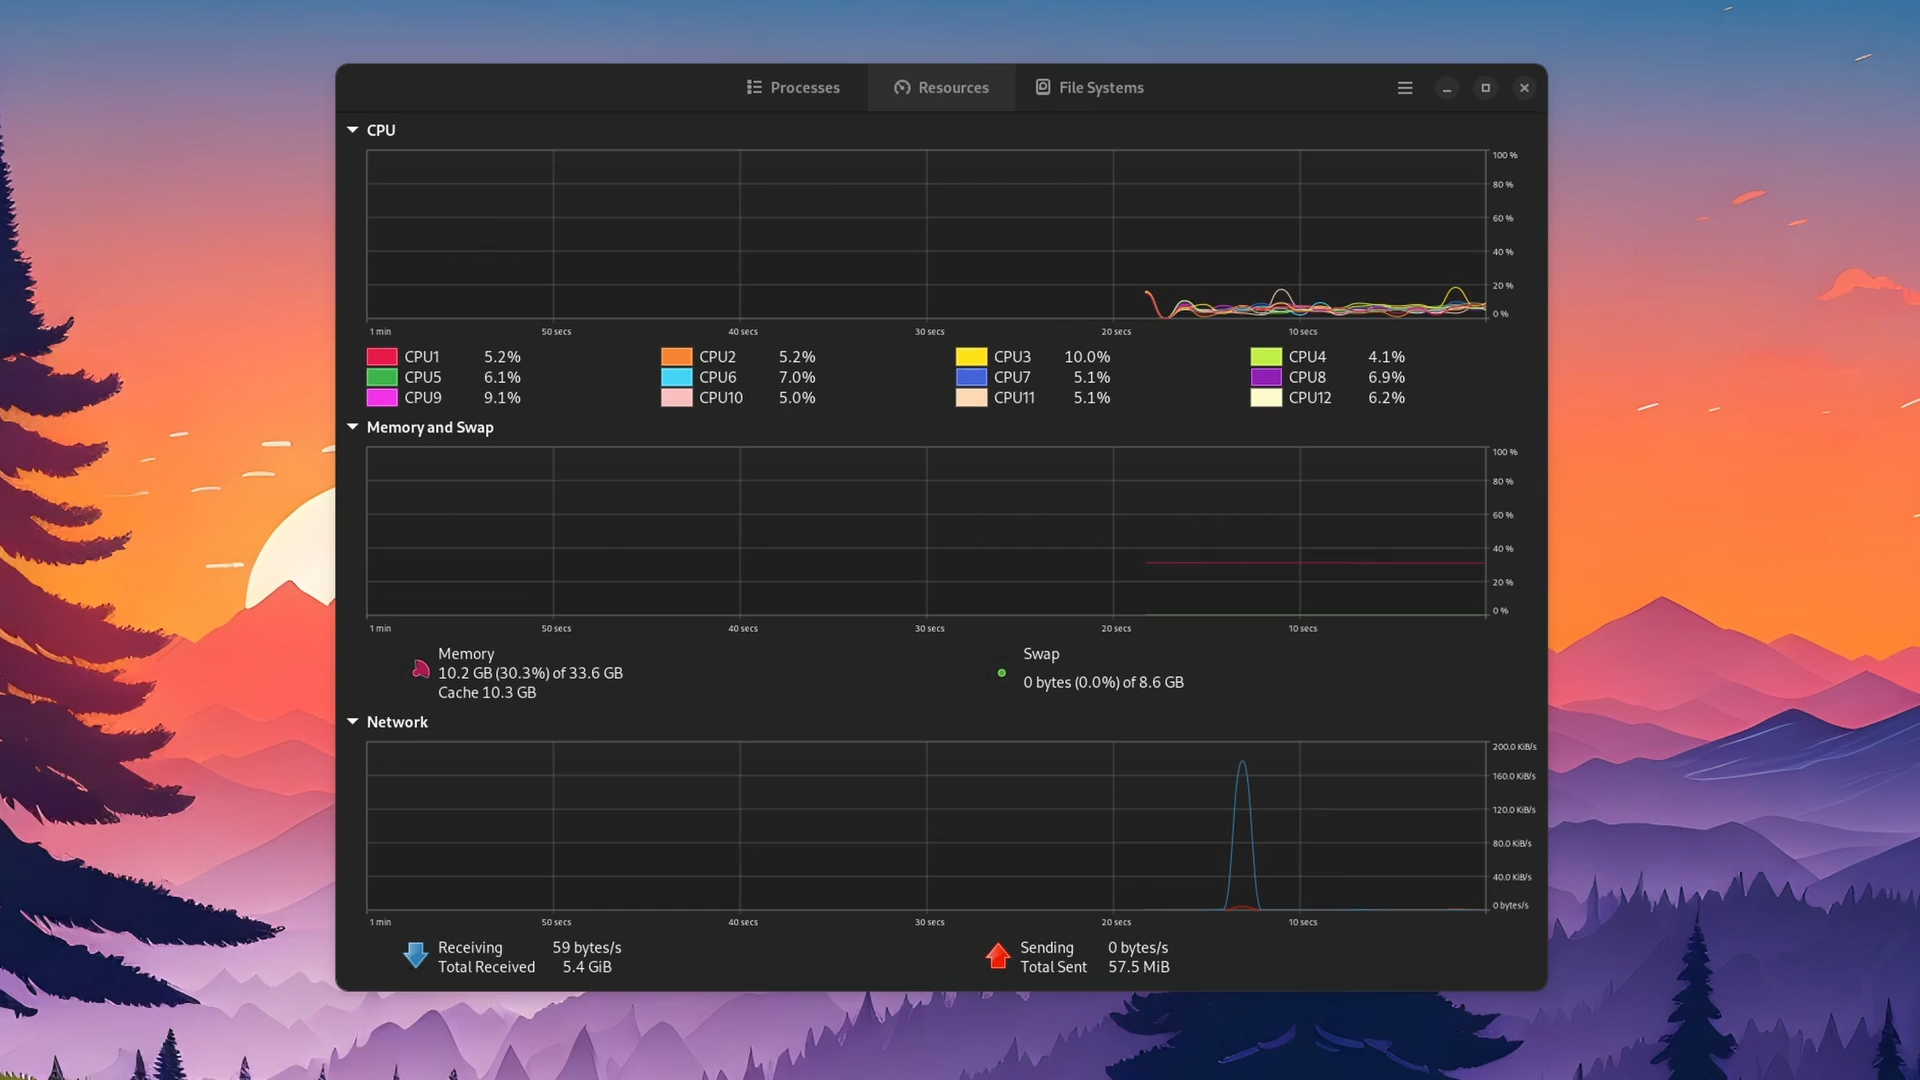 Processes Resources File Systems
CPU
100 %
80 %
60 %
40 %
20 %
0 %
1 min 50 secs 40 secs 30 secs 20 secs 10 secs
CPU1 5.2% CPU2 5.2% CPU3 10.0% CPU4 4.1%
CPU5 6.1% CPU6 7.0% CPU7 5.1% CPU8 6.9%
CPU9 9.1% CPU10 5.0% CPU11 5.1% CPU12 6.2%
Memory and Swap
100 %
80 %
60 %
40 %
20 %
0 %
1 min 50 secs 40 secs 30 secs 20 secs 10 secs
Memory
10.2 GB (30.3%) of 33.6 GB
Cache 10.3 GB
Swap
0 bytes (0.0%) of 8.6 GB
Network
200.0 KiB/s
160.0 KiB/s
120.0 KiB/s
80.0 KiB/s
40.0 KiB/s
0 bytes/s
1 min 50 secs 40 secs 30 secs 20 secs 10 secs
Receiving 59 bytes/s
Total Received 5.4 GiB
Sending 0 bytes/s
Total Sent 57.5 MiB